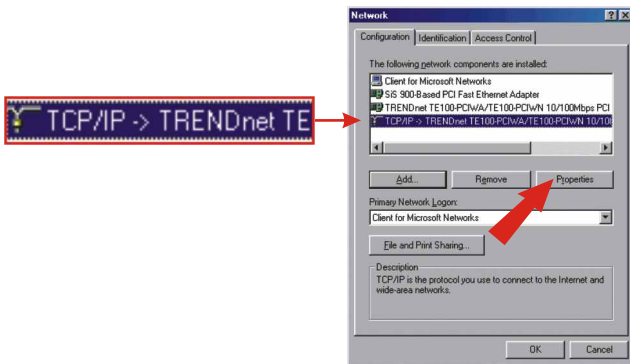 TCP/IP -> TRENDnet TE
Network
Configuration Identification Access Control
The following network components are installed:
Client for Microsoft Networks
SiS 900-Based PCI Fast Ethernet Adapter
TRENDnet TE100-PCIWA/TE100-PCIWN 10/100Mbps PCI
TCP/IP -> TRENDnet TE100-PCIWA/TE100-PCIWN 10/10
Add... Remove Properties
Primary Network Logon:
Client for Microsoft Networks
File and Print Sharing...
Description
TCP/IP is the protocol you use to connect to the Internet and
wide-area networks.
OK Cancel